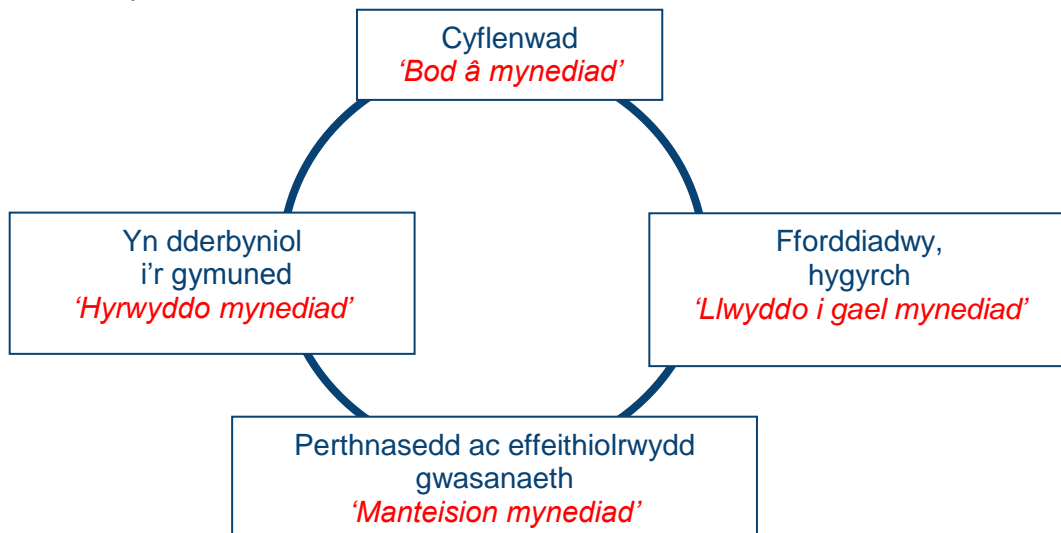 Cyflenwad
‘Bod â mynediad’
Yn dderbyniol
i’r gymuned
‘Hyrwyddo mynediad’
Fforddiadwy,
hygyrch
‘Llwyddo i gael mynediad’
Perthnasedd ac effeithiolrwydd
gwasanaeth
‘Manteision mynediad’